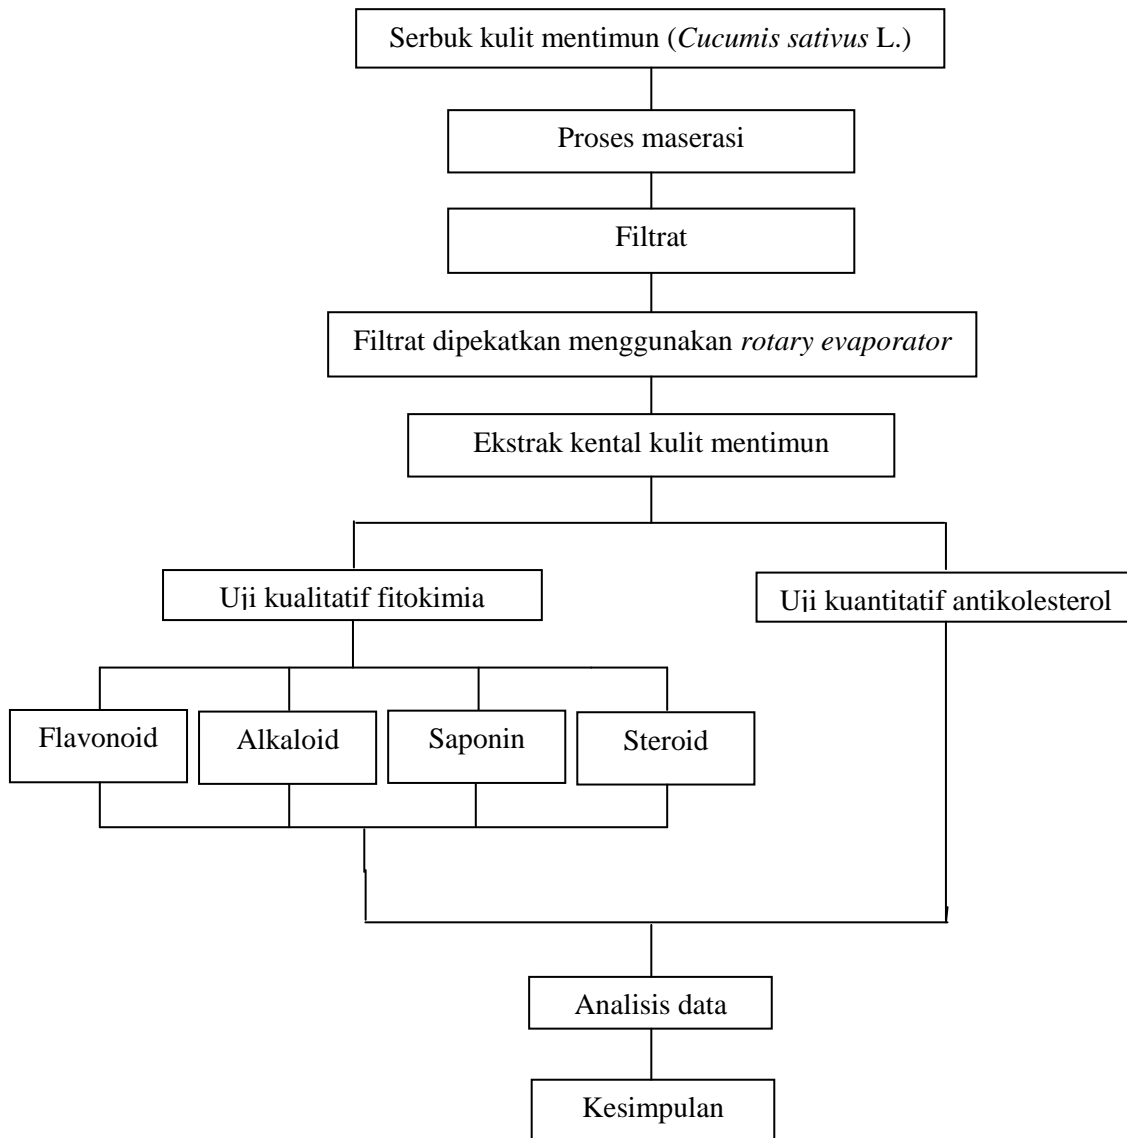 Serbuk kulit mentimun (Cucumis sativus L.)
Proses maserasi
Filtrat
Filtrat dipekatkan menggunakan rotary evaporator
Ekstrak kental kulit mentimun
Uji kualitatif fitokimia
Uji kuantitatif antikolesterol
Flavonoid
Alkaloid
Saponin
Steroid
Analisis data
Kesimpulan